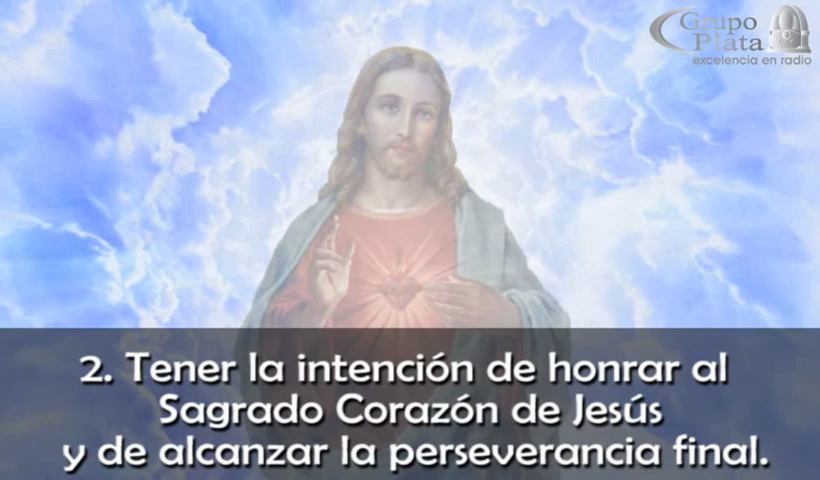 Grupo
Plata
excelencia en radio
2. Tener la intención de honrar al
Sagrado Corazón de Jesús
y de alcanzar la perseverancia final.